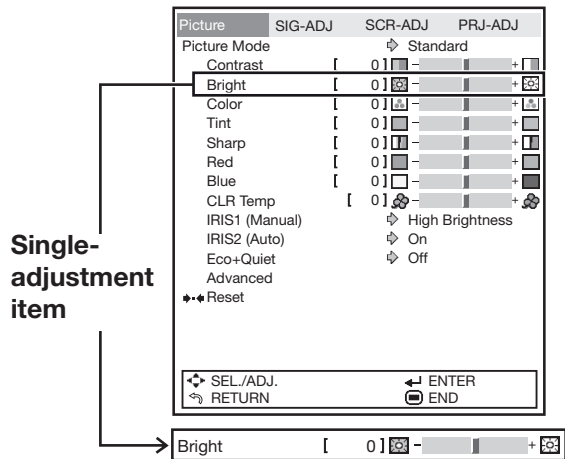 Picture SIG-ADJ SCR-ADJ PRJ-ADJ
Picture Mode Standard
Contrast [ 0 ] - +
Bright [ 0 ] - +
Color [ 0 ] - +
Tint [ 0 ] - +
Sharp [ 0 ] - +
Red [ 0 ] - +
Blue [ 0 ] - +
CLR Temp [ 0 ] - +
IRIS1 (Manual) High Brightness
IRIS2 (Auto) On
Eco+Quiet Off
Advanced
Reset
Single-
adjustment
item
SEL./ADJ. ENTER
RETURN END
Bright [ 0 ] - +